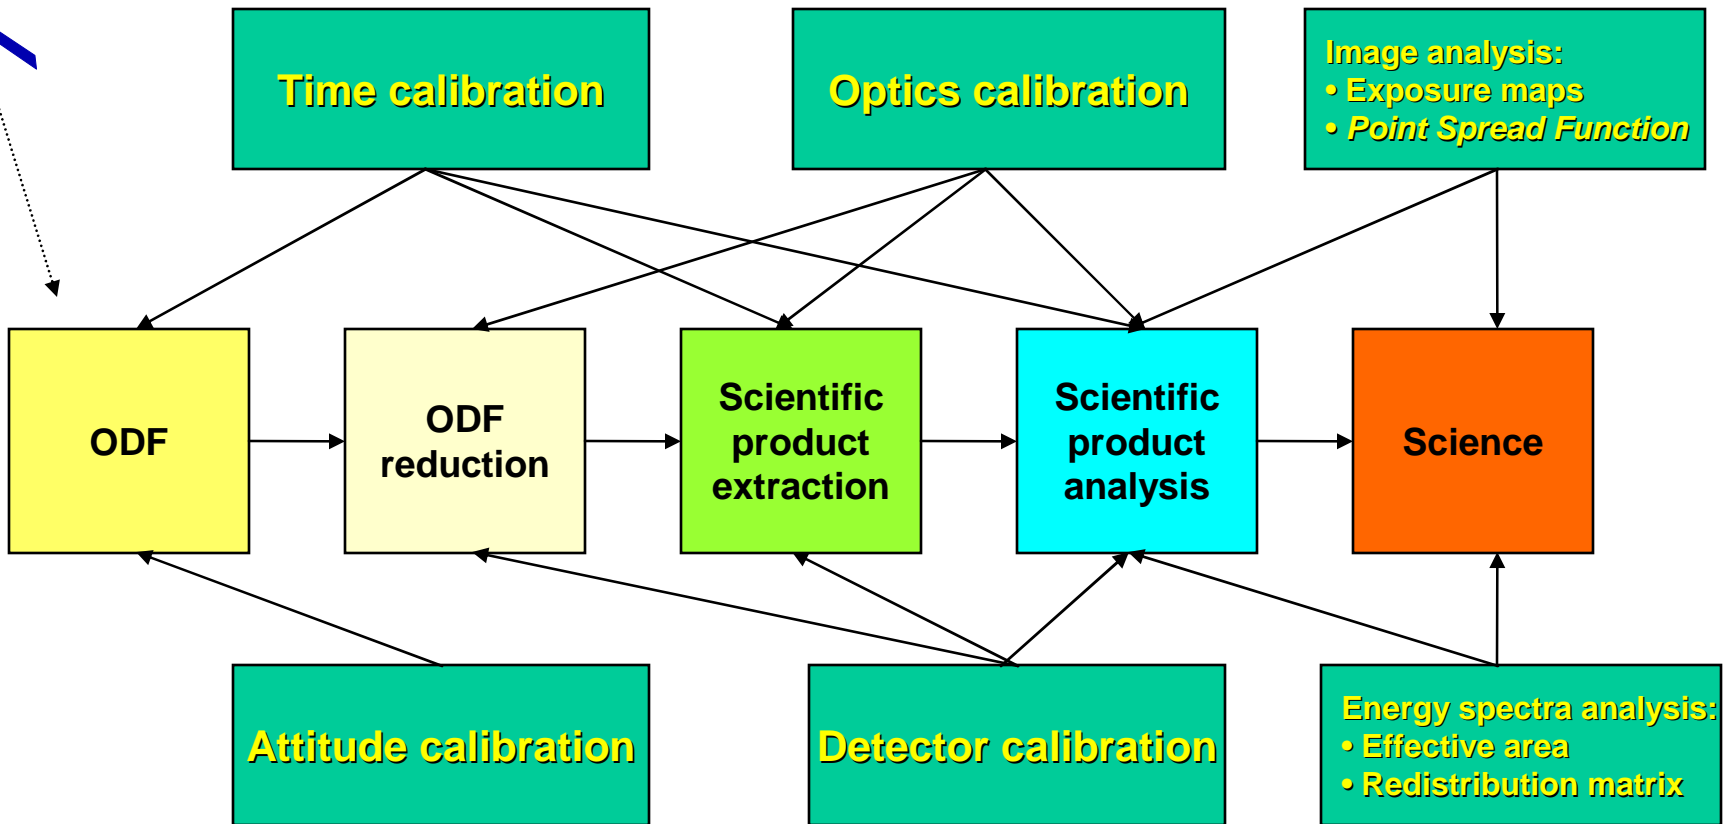 Time calibration
Optics calibration
Image analysis:
• Exposure maps
• Point Spread Function
ODF
ODF
reduction
Scientific
product
extraction
Scientific
product
analysis
Science
Attitude calibration
Detector calibration
Energy spectra analysis:
• Effective area
• Redistribution matrix